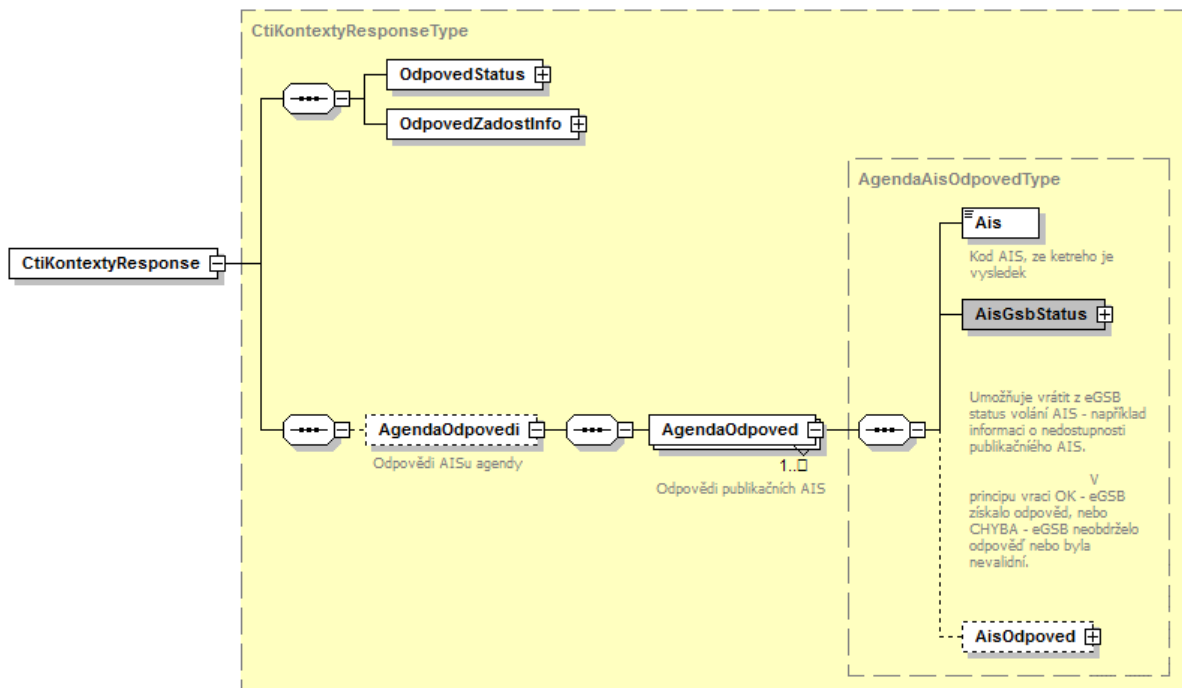 CtiKontextyResponseType
OdpovedStatus
OdpovedZadostInfo
AgendaAisOdpovedType
Ais
Kod AIS, ze ketreho je
vysledek
CtiKontextyResponse
AisGsbStatus
Umožňuje vrátit z eGSB
status volání AIS - například
informaci o nedostupnosti
publikačního AIS.
V
principu vraci OK - eGSB
získalo odpověd, nebo
CHYBA - eGSB neobdrželo
odpověď nebo byla
nevalidní.
AgendaOdpovedi
Odpovědi AISu agendy
AgendaOdpoved
1..□
Odpovědi publikačních AIS
AisOdpoved